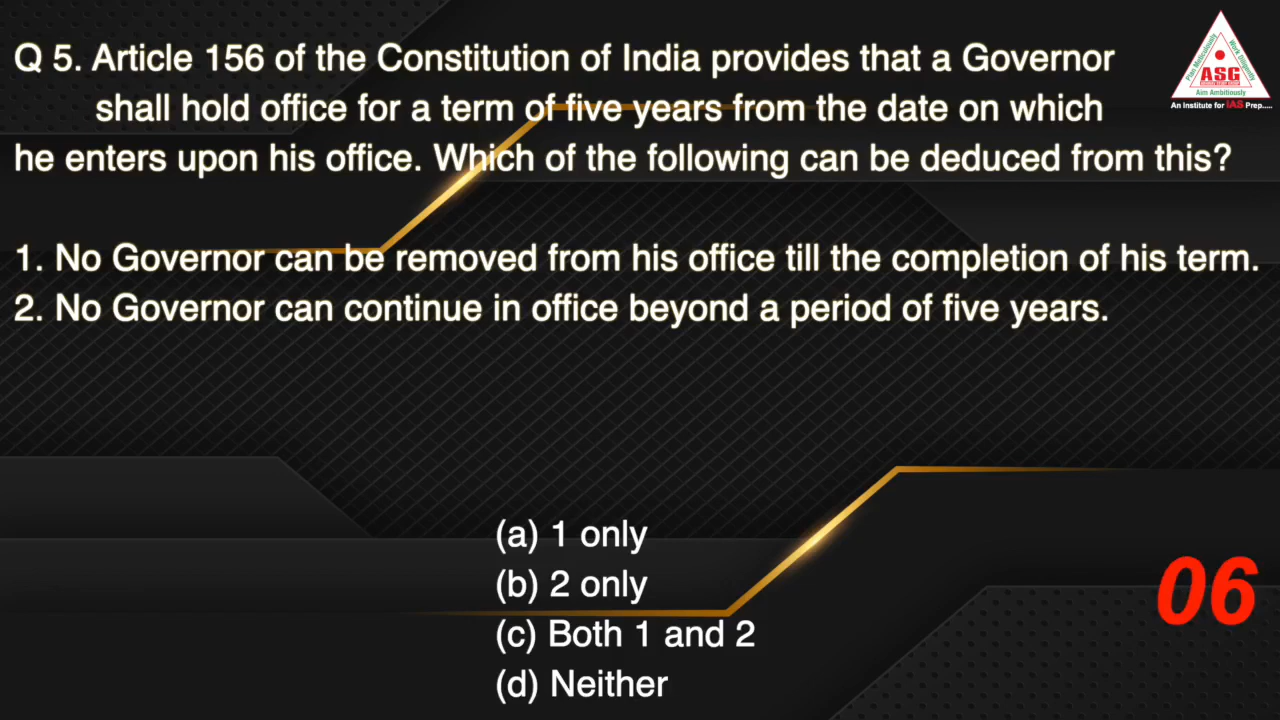 Q 5. Article 156 of the Constitution of India provides that a Governor
shall hold office for a term of five years from the date on which
he enters upon his office. Which of the following can be deduced from this?
1. No Governor can be removed from his office till the completion of his term.
2. No Governor can continue in office beyond a period of five years.
(a) 1 only
(b) 2 only
(c) Both 1 and 2
(d) Neither
06
Plan Meticulously
Work Diligently
ASG
Aim Ambitiously
An Institute for IAS Prep.....